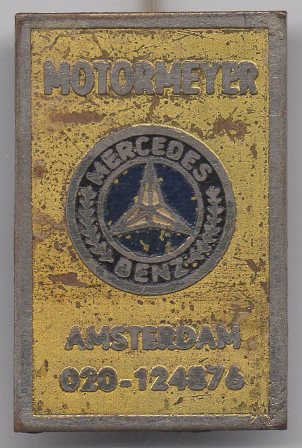 MOTORMEYER
MERCEDES
BENZ
AMSTERDAM
020-124876